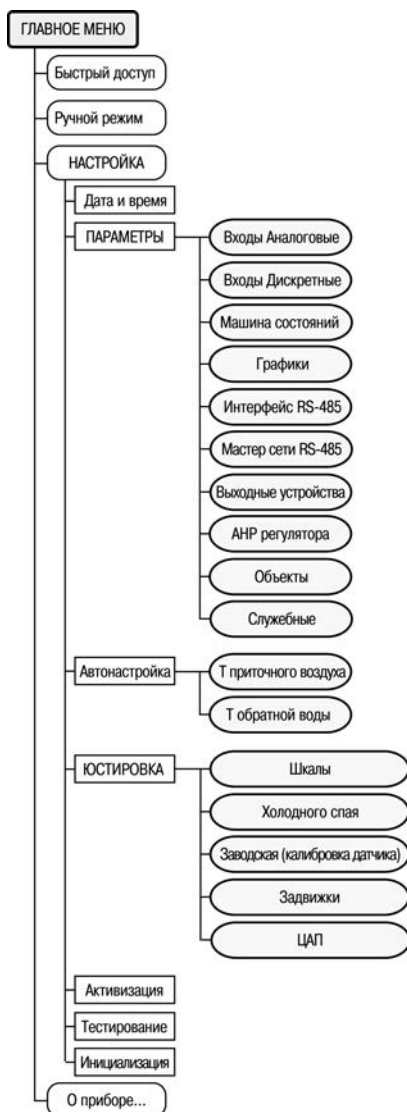 ГЛАВНОЕ МЕНЮ
Быстрый доступ
Ручной режим
НАСТРОЙКА
Дата и время
ПАРАМЕТРЫ
Входы Аналоговые
Входы Дискретные
Машина состояний
Графики
Интерфейс RS-485
Мастер сети RS-485
Выходные устройства
АНР регулятора
Объекты
Служебные
Автонастройка
Т приточного воздуха
Т обратной воды
ЮСТИРОВКА
Шкалы
Холодного спая
Заводская (калибровка датчика)
Задвижки
ЦАП
Активизация
Тестирование
Инициализация
О приборе...